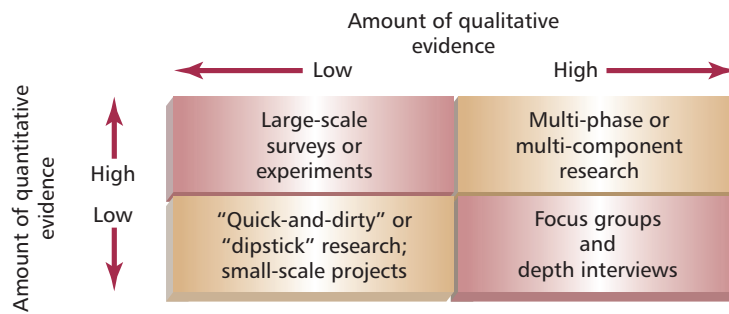 Amount of qualitative
evidence
Low
High
Amount of quantitative
evidence
High
Low
Large-scale
surveys or
experiments
Multi-phase or
multi-component
research
“Quick-and-dirty” or
“dipstick” research;
small-scale projects
Focus groups
and
depth interviews